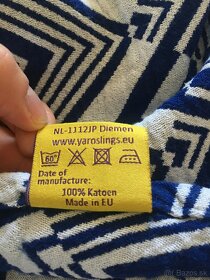 NL-1112JP Diemen
www.yaroslings.eu
60°
Date of
manufacture:
100% Katoen
Made in EU
bazos.sk